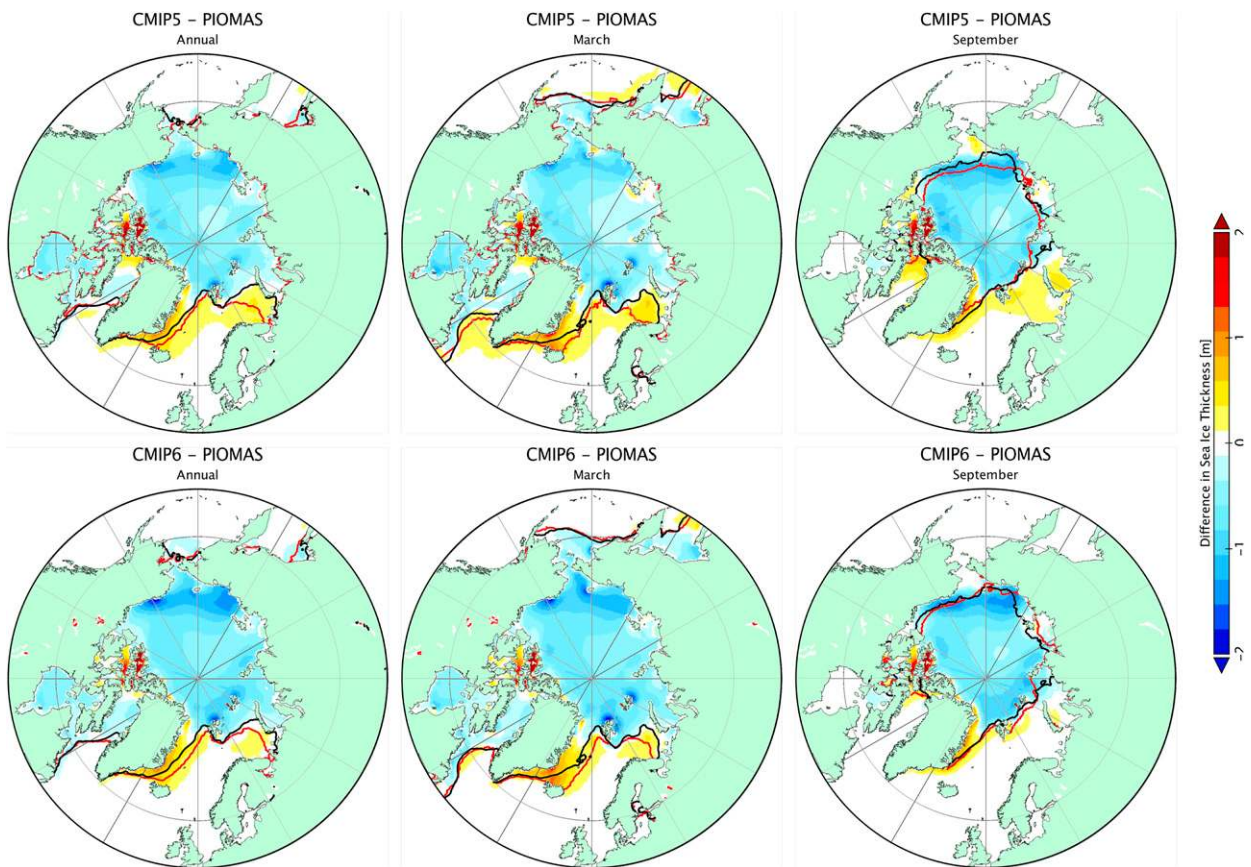 CMIP5 – PIOMAS
Annual
CMIP5 – PIOMAS
March
CMIP5 – PIOMAS
September
CMIP6 – PIOMAS
Annual
CMIP6 – PIOMAS
March
CMIP6 – PIOMAS
September
2
1
0
-1
-2
Difference in Sea Ice Thickness [m]